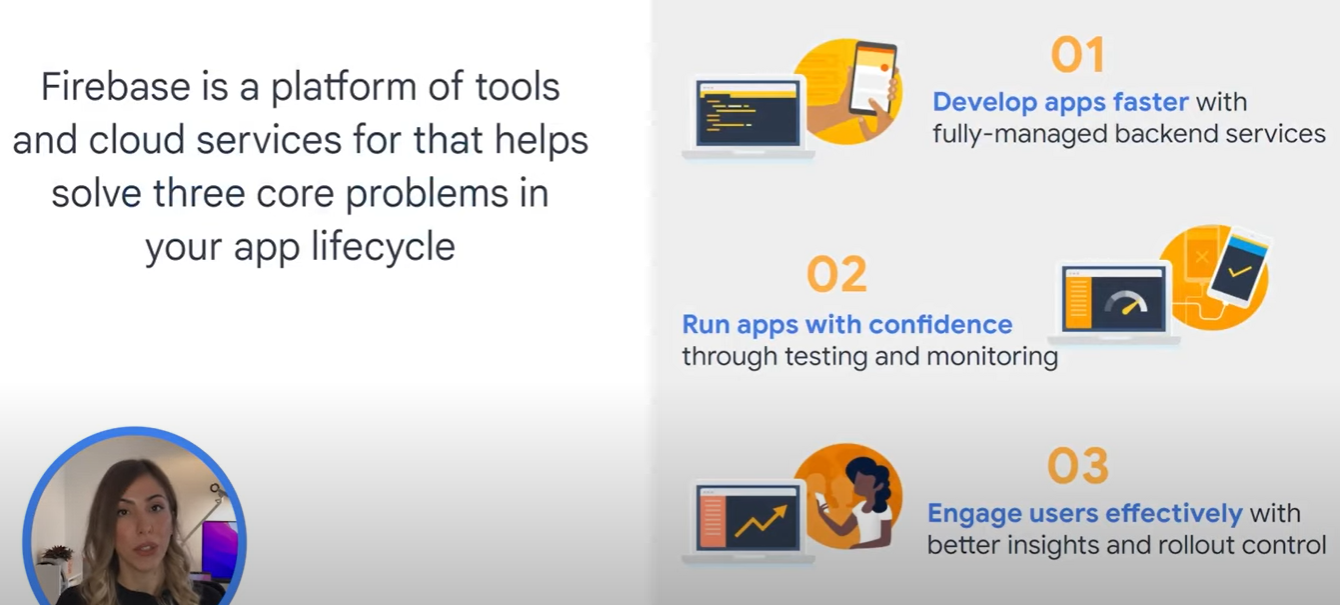 Firebase is a platform of tools
and cloud services for that helps
solve three core problems in
your app lifecycle
01
Develop apps faster with
fully-managed backend services
02
Run apps with confidence
through testing and monitoring
03
Engage users effectively with
better insights and rollout control